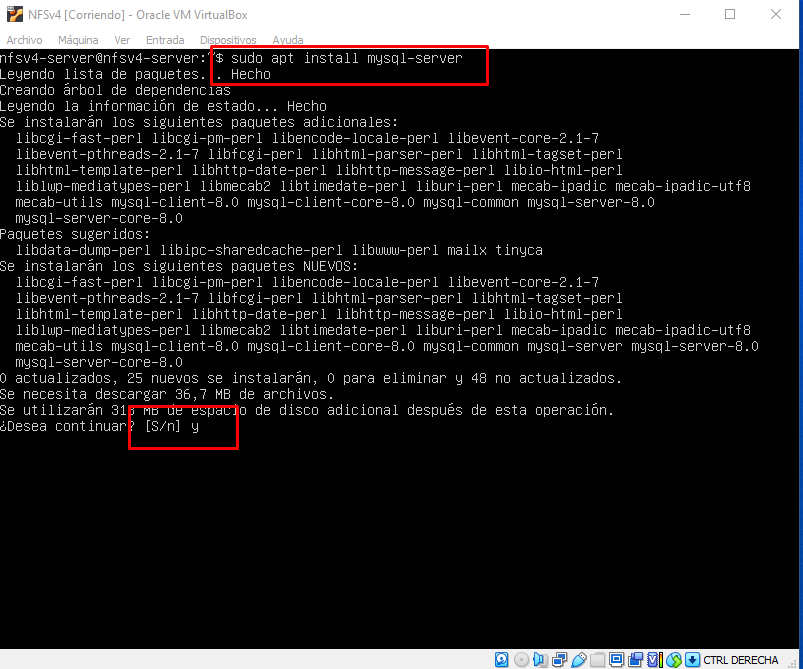 NFSv4 [Corriendo] - Oracle VM VirtualBox
Archivo Máquina Ver Entrada Dispositivos Ayuda
nfsv4-server@nfsv4-server:~$ sudo apt install mysql-server
Leyendo lista de paquetes... Hecho
Creando árbol de dependencias
Leyendo la información de estado... Hecho
Se instalarán los siguientes paquetes adicionales:
libcgi-fast-perl libcgi-pm-perl libencode-locale-perl libevent-core-2.1-7
libevent-pthreads-2.1-7 libfcgi-perl libhtml-parser-perl libhtml-tagset-perl
libhtml-template-perl libhttp-date-perl libhttp-message-perl libio-html-perl
liblwp-mediatypes-perl libmecab2 libtimedate-perl liburi-perl mecab-ipadic mecab-ipadic-utf8
mecab-utils mysql-client-8.0 mysql-client-core-8.0 mysql-common mysql-server-8.0
mysql-server-core-8.0
Paquetes sugeridos:
libdata-dump-perl libipc-sharedcache-perl libwww-perl mailx tinyca
Se instalarán los siguientes paquetes NUEVOS:
libcgi-fast-perl libcgi-pm-perl libencode-locale-perl libevent-core-2.1-7
libevent-pthreads-2.1-7 libfcgi-perl libhtml-parser-perl libhtml-tagset-perl
libhtml-template-perl libhttp-date-perl libhttp-message-perl libio-html-perl
liblwp-mediatypes-perl libmecab2 libtimedate-perl liburi-perl mecab-ipadic mecab-ipadic-utf8
mecab-utils mysql-client-8.0 mysql-client-core-8.0 mysql-common mysql-server mysql-server-8.0
mysql-server-core-8.0
0 actualizados, 25 nuevos se instalarán, 0 para eliminar y 48 no actualizados.
Se necesita descargar 36,7 MB de archivos.
Se utilizarán MB de espacio de disco adicional después de esta operación.
¿Desea continuar? [S/n] y
CTRL DERECHA